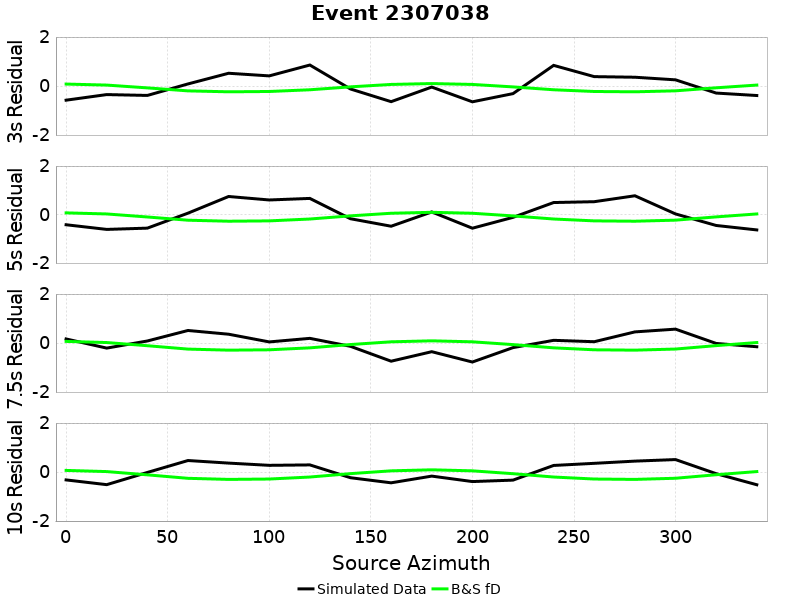 Event 2307038
3s Residual
2
0
-2
5s Residual
2
0
-2
7.5s Residual
2
0
-2
10s Residual
2
0
-2
0 50 100 150 200 250 300
Source Azimuth
Simulated Data B&S fD